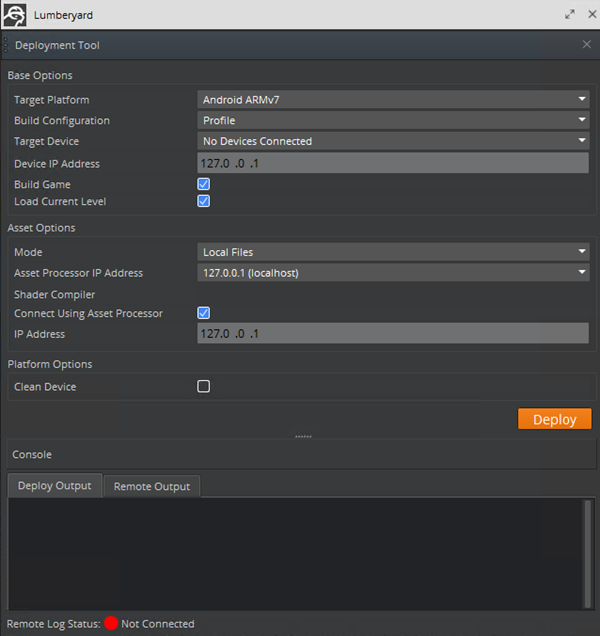 Lumberyard
Deployment Tool
Base Options
Target Platform Android ARMv7
Build Configuration Profile
Target Device No Devices Connected
Device IP Address 127.0 .0 .1
Build Game
Load Current Level
Asset Options
Mode Local Files
Asset Processor IP Address 127.0.0.1 (localhost)
Shader Compiler
Connect Using Asset Processor
IP Address 127.0 .0 .1
Platform Options
Clean Device
Deploy
Console
Deploy Output Remote Output
Remote Log Status: Not Connected